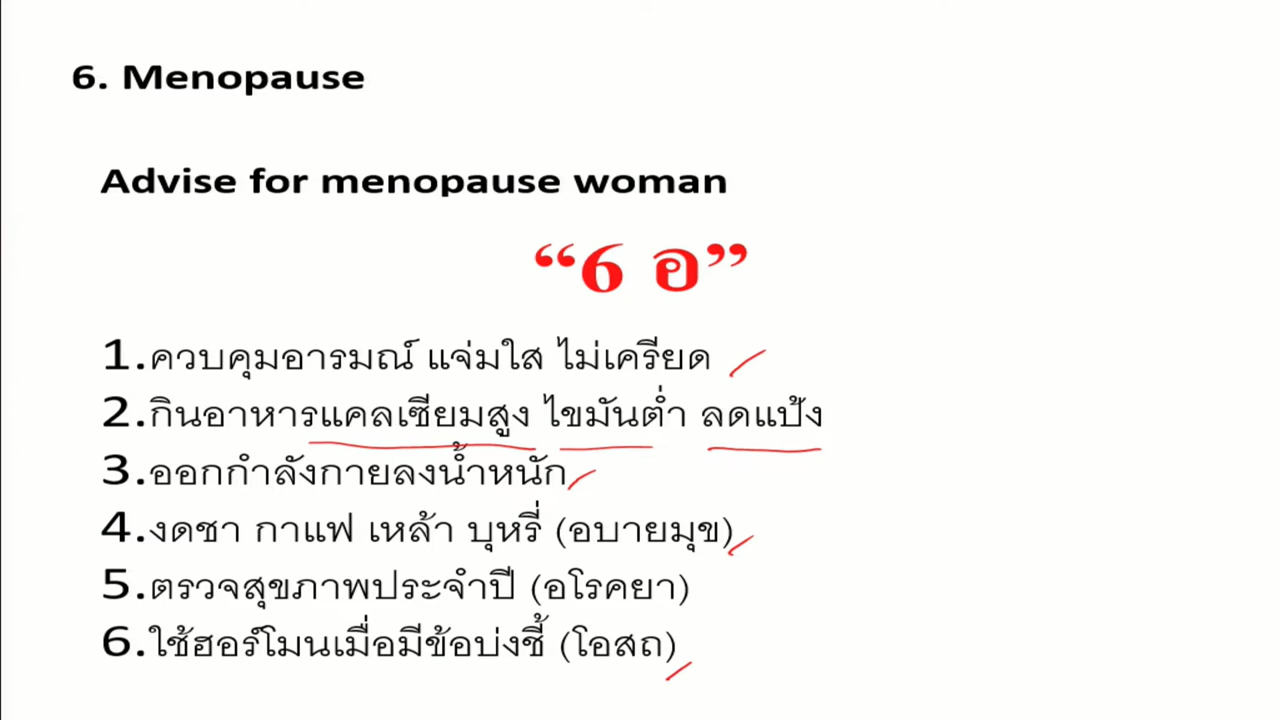 6. Menopause
Advise for menopause woman
“6 อ”
1.ควบคุมอารมณ์ แจ่มใส ไม่เครียด
2.กินอาหารแคลเซียมสูง ไขมันต่ำ ลดแป้ง
3.ออกกำลังกายลงน้ำหนัก
4.งดชา กาแฟ เหล้า บุหรี่ (อบายมุข)
5.ตรวจสุขภาพประจำปี (อโรคยา)
6.ใช้ฮอร์โมนเมื่อมีข้อบ่งชี้ (โอสถ)